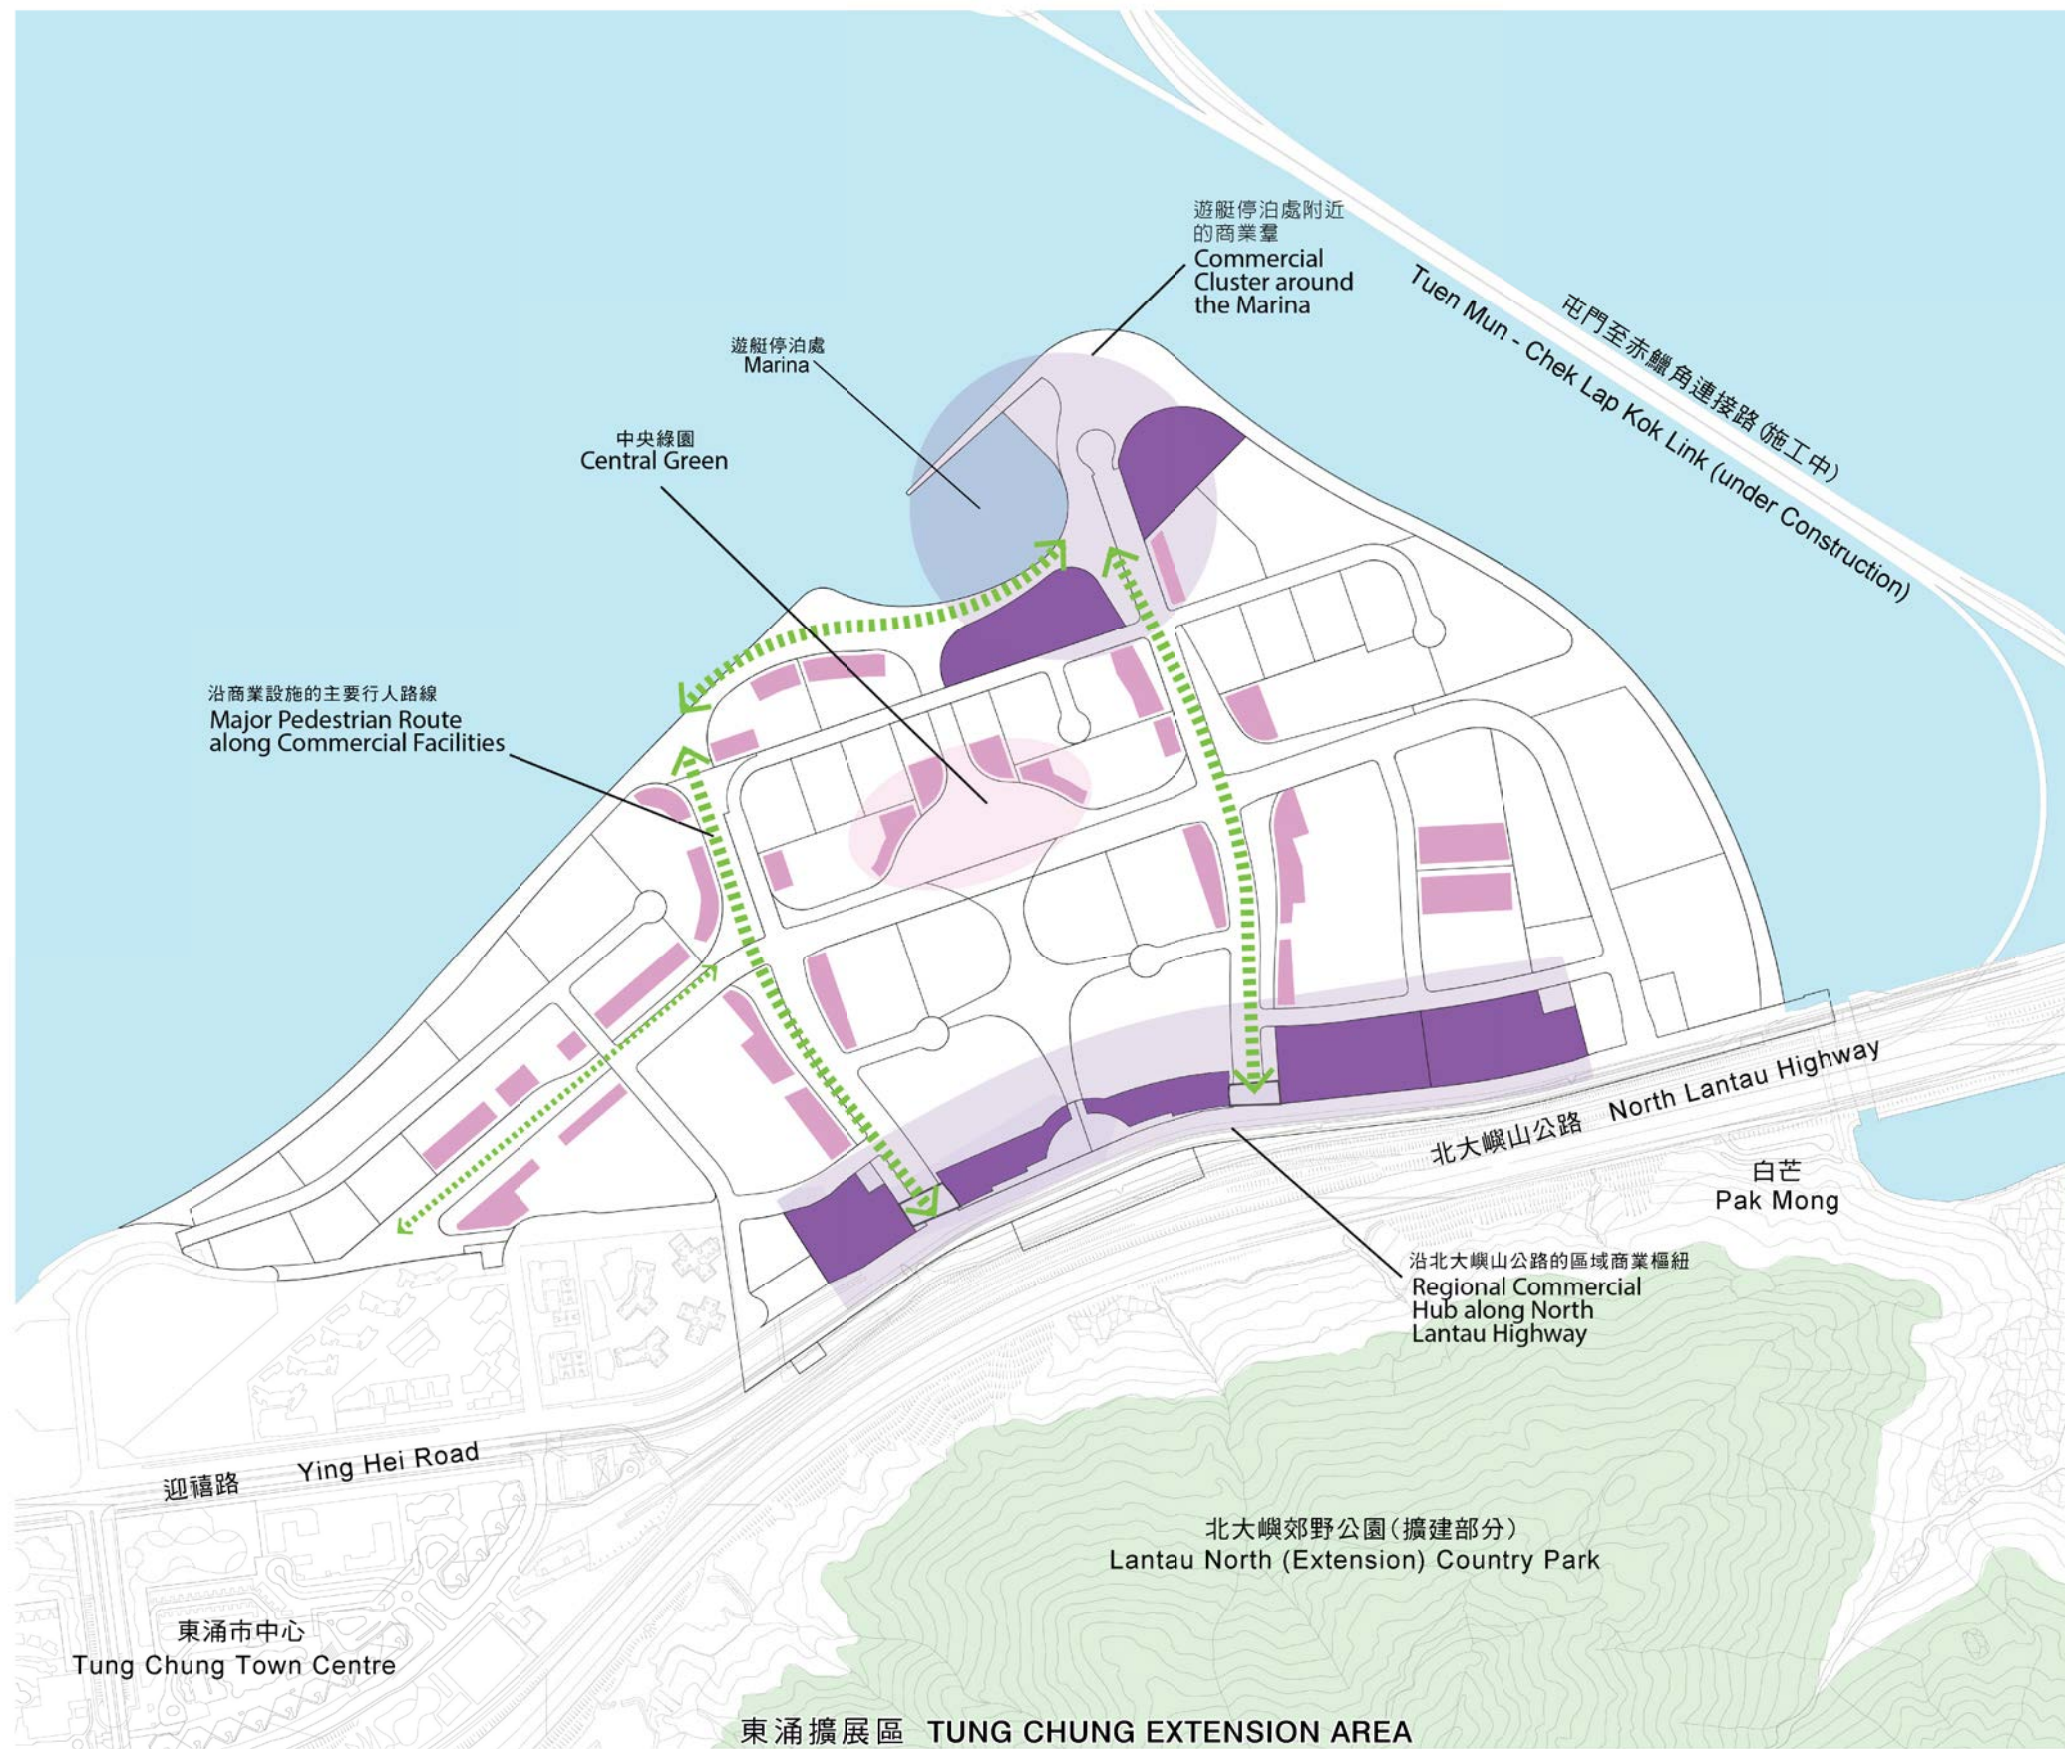 遊艇停泊處附近
的商業羣
Commercial
Cluster around
the Marina
屯門至赤鱲角連接路(施工中)
Tuen Mun - Chek Lap Kok Link (under Construction)
遊艇停泊處
Marina
中央綠園
Central Green
沿商業設施的主要行人路線
Major Pedestrian Route
along Commercial Facilities
北大嶼山公路 North Lantau Highway
白芒
Pak Mong
沿北大嶼山公路的區域商業樞紐
Regional Commercial
Hub along North
Lantau Highway
迎禧路 Ying Hei Road
北大嶼郊野公園(擴建部分)
Lantau North (Extension) Country Park
東涌市中心
Tung Chung Town Centre
東涌擴展區 TUNG CHUNG EXTENSION AREA